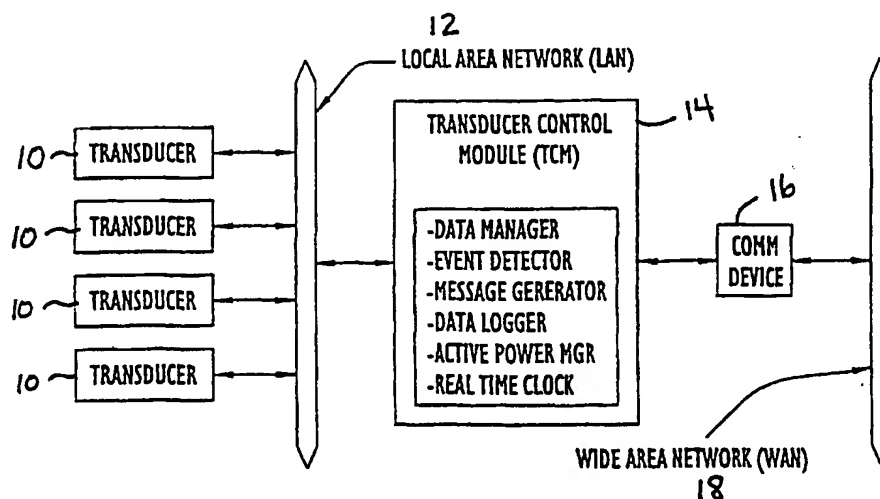 12
LOCAL AREA NETWORK (LAN)
10 TRANSDUCER
10 TRANSDUCER
10 TRANSDUCER
10 TRANSDUCER
TRANSDUCER CONTROL
MODULE (TCM)
14
-DATA MANAGER
-EVENT DETECTOR
-MESSAGE GERERATOR
-DATA LOGGER
-ACTIVE POWER MGR
-REAL TIME CLOCK
16
COMM
DEVICE
WIDE AREA NETWORK (WAN)
18